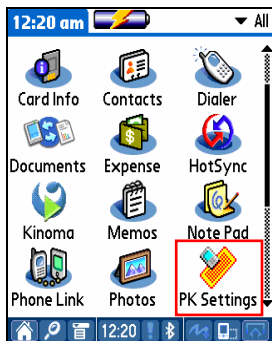 12:20 am All
Card Info Contacts Dialer
Documents Expense HotSync
Kinoma Memos Note Pad
Phone Link Photos PK Settings
12:20